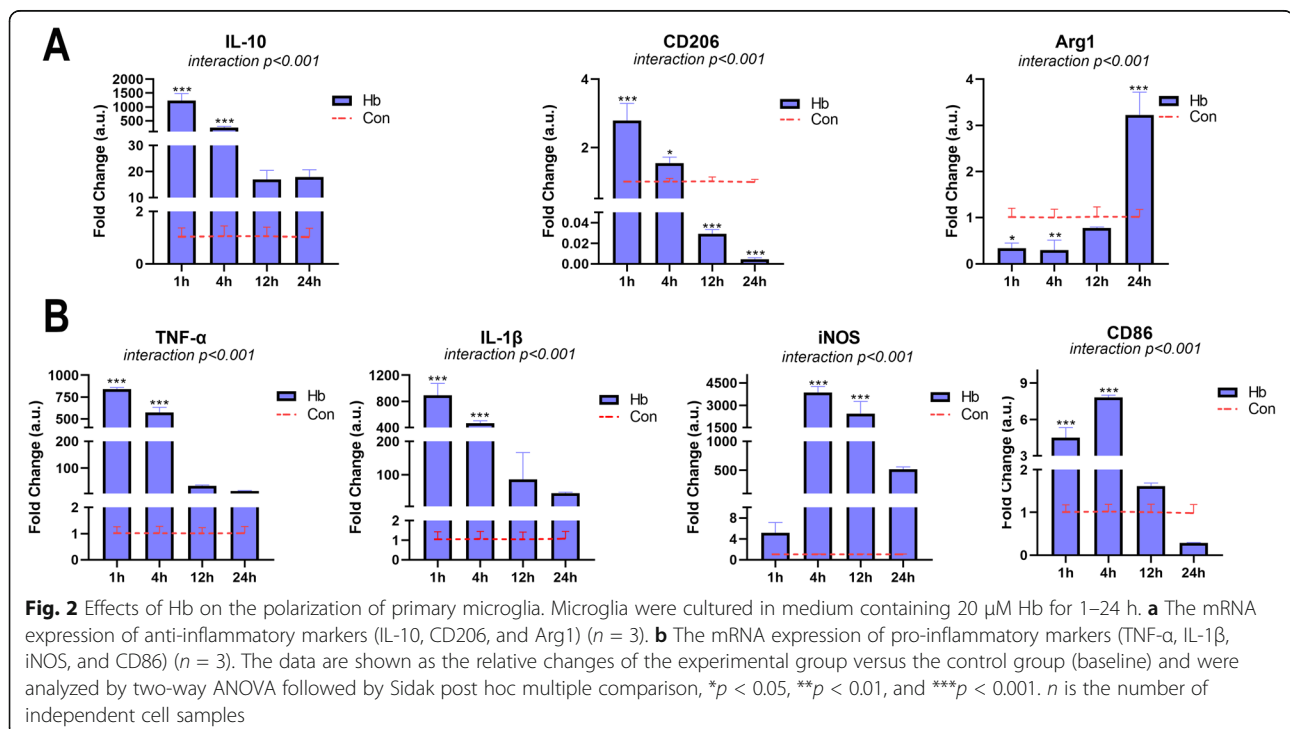 A
IL-10
interaction p<0.001
Fold Change (a.u.)
2000
1500
1000
500
30
20
10
2
0
1h 4h 12h 24h
*** ***
Hb
Con
CD206
interaction p<0.001
Fold Change (a.u.)
4
2
0.04
0.02
0.00
1h 4h 12h 24h
*** * *** ***
Hb
Con
Arg1
interaction p<0.001
Fold Change (a.u.)
4
3
2
1
0
1h 4h 12h 24h
* ** ***
Hb
Con
B
TNF-α
interaction p<0.001
Fold Change (a.u.)
1000
750
500
200
100
2
1
0
1h 4h 12h 24h
*** ***
Hb
Con
IL-1β
interaction p<0.001
Fold Change (a.u.)
1200
800
400
200
100
2
1
0
1h 4h 12h 24h
*** ***
Hb
Con
iNOS
interaction p<0.001
Fold Change (a.u.)
4500
3000
1500
1000
500
8
4
0
1h 4h 12h 24h
*** ***
Hb
Con
CD86
interaction p<0.001
Fold Change (a.u.)
9
6
3
2
1
0
1h 4h 12h 24h
*** ***
Hb
Con
Fig. 2 Effects of Hb on the polarization of primary microglia. Microglia were cultured in medium containing 20 μM Hb for 1–24 h. a The mRNA
expression of anti-inflammatory markers (IL-10, CD206, and Arg1) (n = 3). b The mRNA expression of pro-inflammatory markers (TNF-α, IL-1β,
iNOS, and CD86) (n = 3). The data are shown as the relative changes of the experimental group versus the control group (baseline) and were
analyzed by two-way ANOVA followed by Sidak post hoc multiple comparison, *p < 0.05, **p < 0.01, and ***p < 0.001. n is the number of
independent cell samples